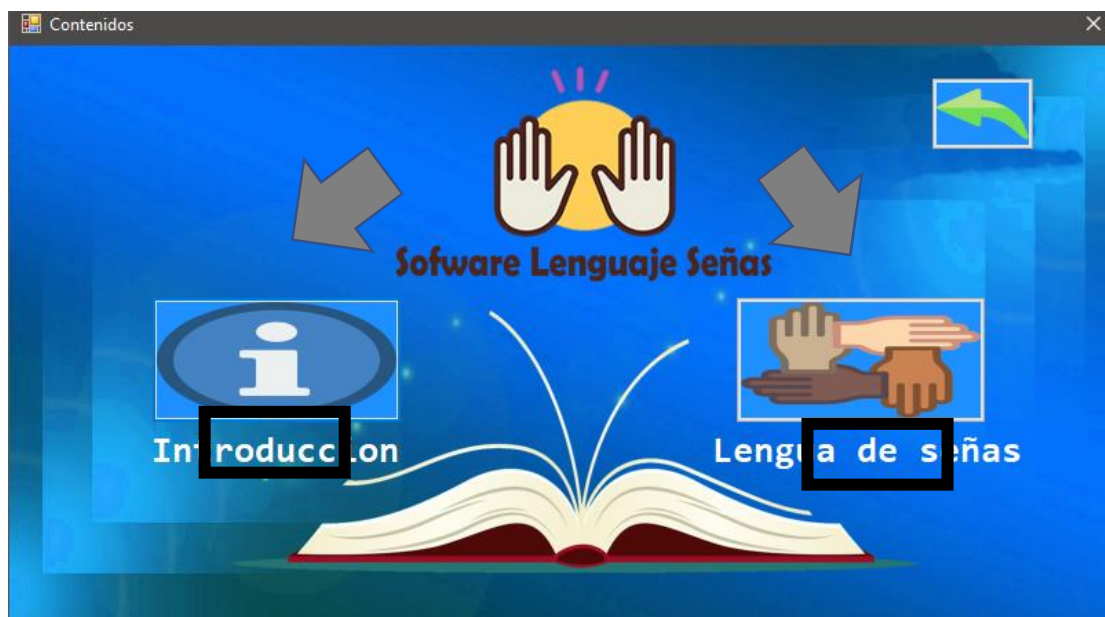 Contenidos
Sofware Lenguaje Señas
Introduccion
Lengua de señas